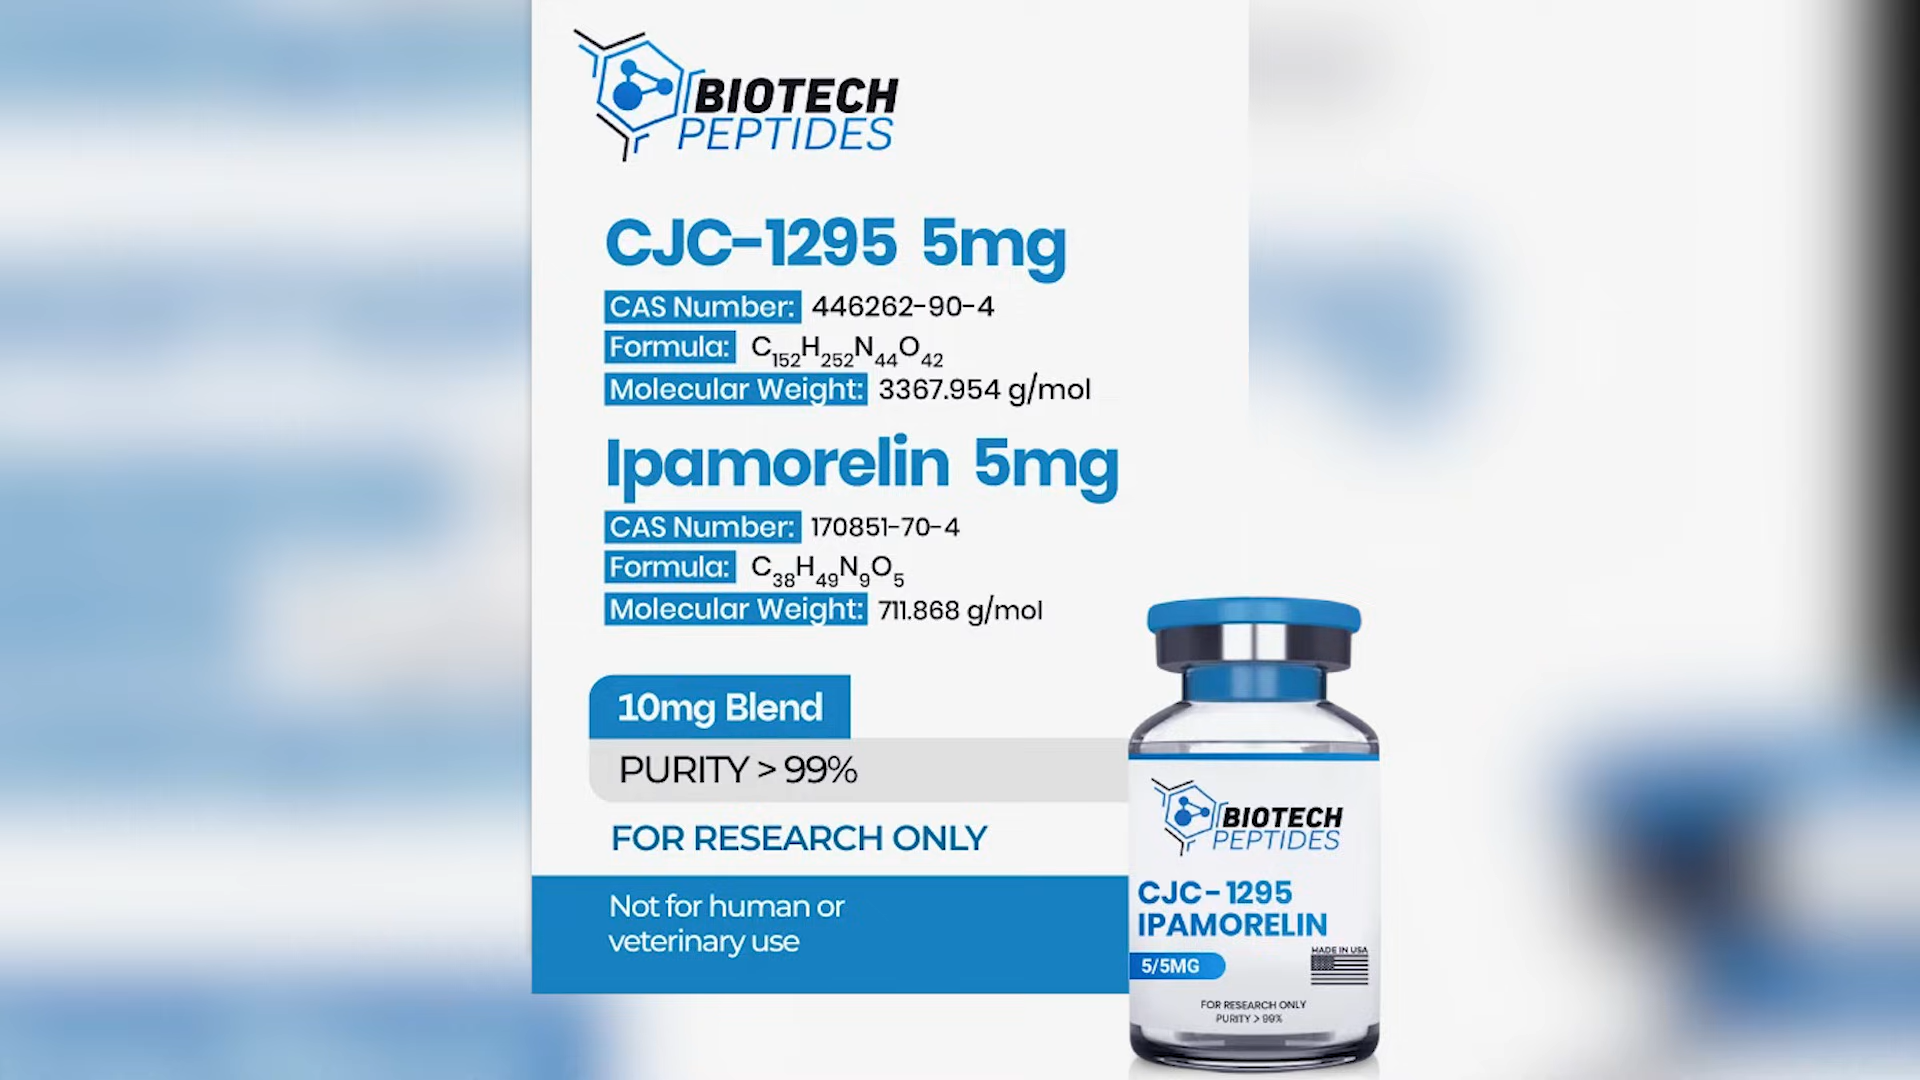 BIOTECH
PEPTIDES
CJC-1295 5mg
CAS Number: 446262-90-4
Formula: C₁₅₂H₂₅₂N₄₄O₄₂
Molecular Weight: 3367.954 g/mol
Ipamorelin 5mg
CAS Number: 170851-70-4
Formula: C₃₈H₄₉N₉O₅
Molecular Weight: 711.868 g/mol
10mg Blend
PURITY > 99%
FOR RESEARCH ONLY
Not for human or
veterinary use
BIOTECH
PEPTIDES
CJC-1295
IPAMORELIN
MADE IN USA
5/5MG
FOR RESEARCH ONLY
PURITY > 99%